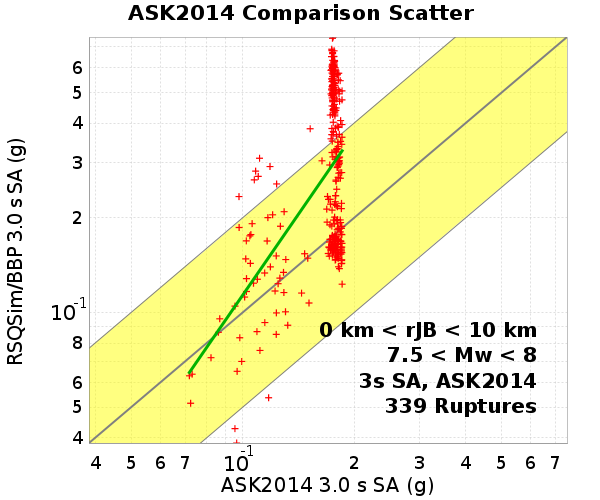 ASK2014 Comparison Scatter
RSQSim/BBP 3.0 s SA (g)
6
5
4
3
2
10-1
8
6
5
4
0 km < rJB < 10 km
7.5 < Mw < 8
3s SA, ASK2014
339 Ruptures
4 5 6 7 10-1 2 3 4 5 6 7
ASK2014 3.0 s SA (g)